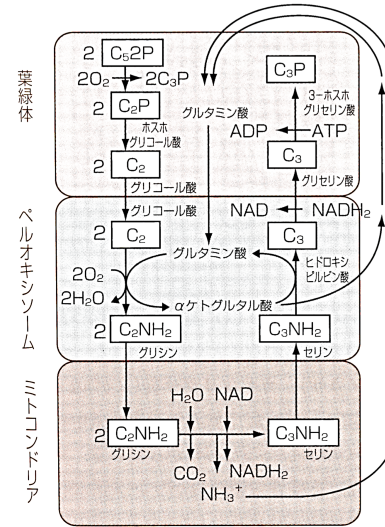 葉緑体
2 C₅2P
2O₂ 2C₃P
2 C₂P
ホスホ
グリコール酸
2 C₂
グリコール酸
グルタミン酸
C₃P
3-ホスホ
グリセリン酸
ADP ATP
C₃
グリセリン酸
ペルオキシソーム
グリコール酸
2 C₂
グルタミン酸
NAD NADH₂
C₃
ヒドロキシ
ピルビン酸
2O₂
2H₂O
αケトグルタル酸
2 C₂NH₂
グリシン
C₃NH₂
セリン
ミトコンドリア
H₂O NAD
2 C₂NH₂
グリシン
C₃NH₂
セリン
CO₂ NADH₂
NH₃⁺